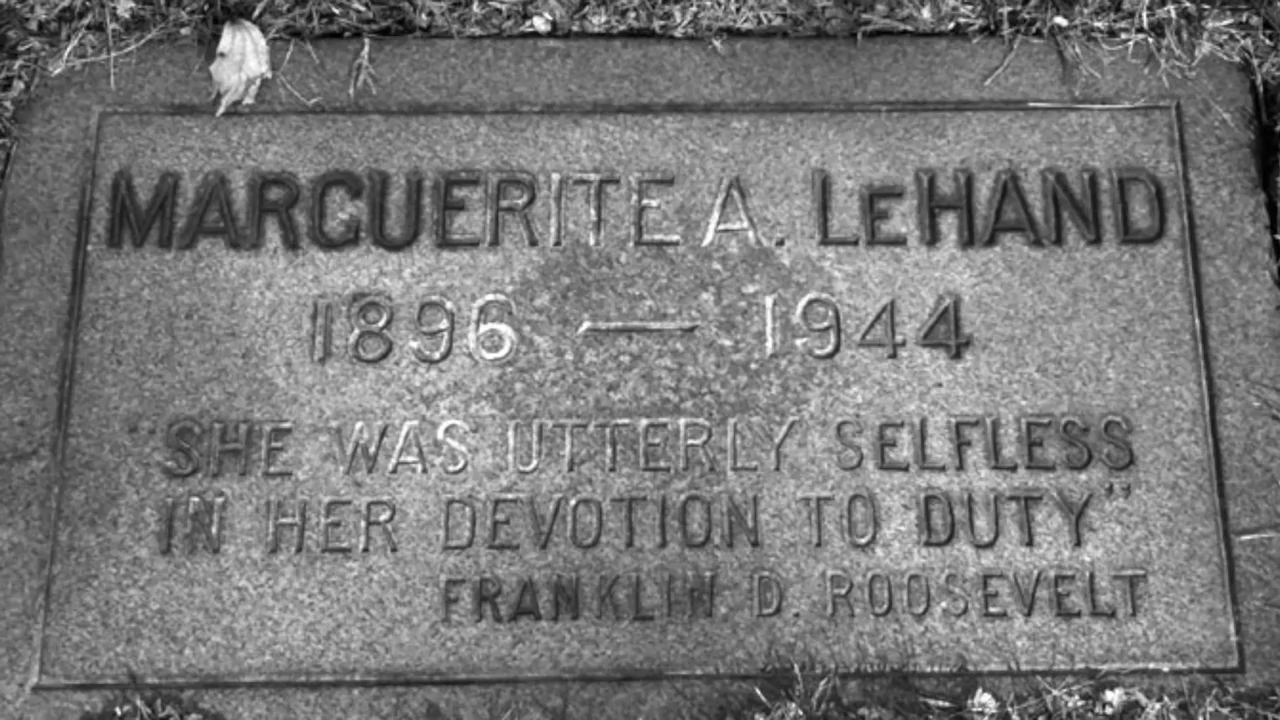 MARGUERITE A. LEHAND
1896 — 1944
“SHE WAS UTTERLY SELFLESS
IN HER DEVOTION TO DUTY”
FRANKLIN D. ROOSEVELT